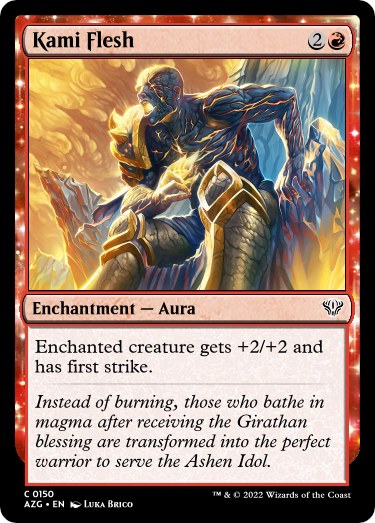 Kami Flesh 2
Enchantment — Aura
Enchanted creature gets +2/+2 and
has first strike.
Instead of burning, those who bathe in
magma after receiving the Girathan
blessing are transformed into the perfect
warrior to serve the Ashen Idol.
C 0150
AZG • EN Luka Brico
™ & © 2022 Wizards of the Coast